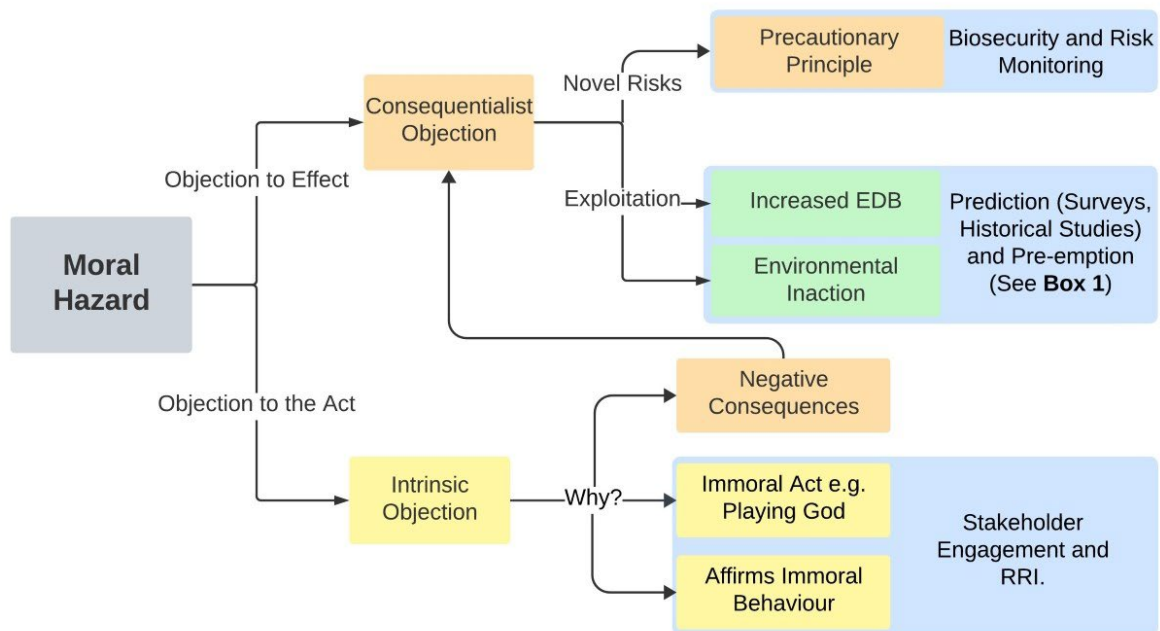 Precautionary
Principle
Biosecurity and Risk
Monitoring
Novel Risks
Consequentialist
Objection
Objection to Effect
Exploitation
Increased EDB
Environmental
Inaction
Prediction (Surveys,
Historical Studies)
and Pre-emption
(See Box 1)
Moral
Hazard
Negative
Consequences
Objection to the Act
Intrinsic
Objection
Why?
Immoral Act e.g.
Playing God
Affirms Immoral
Behaviour
Stakeholder
Engagement and
RRI.